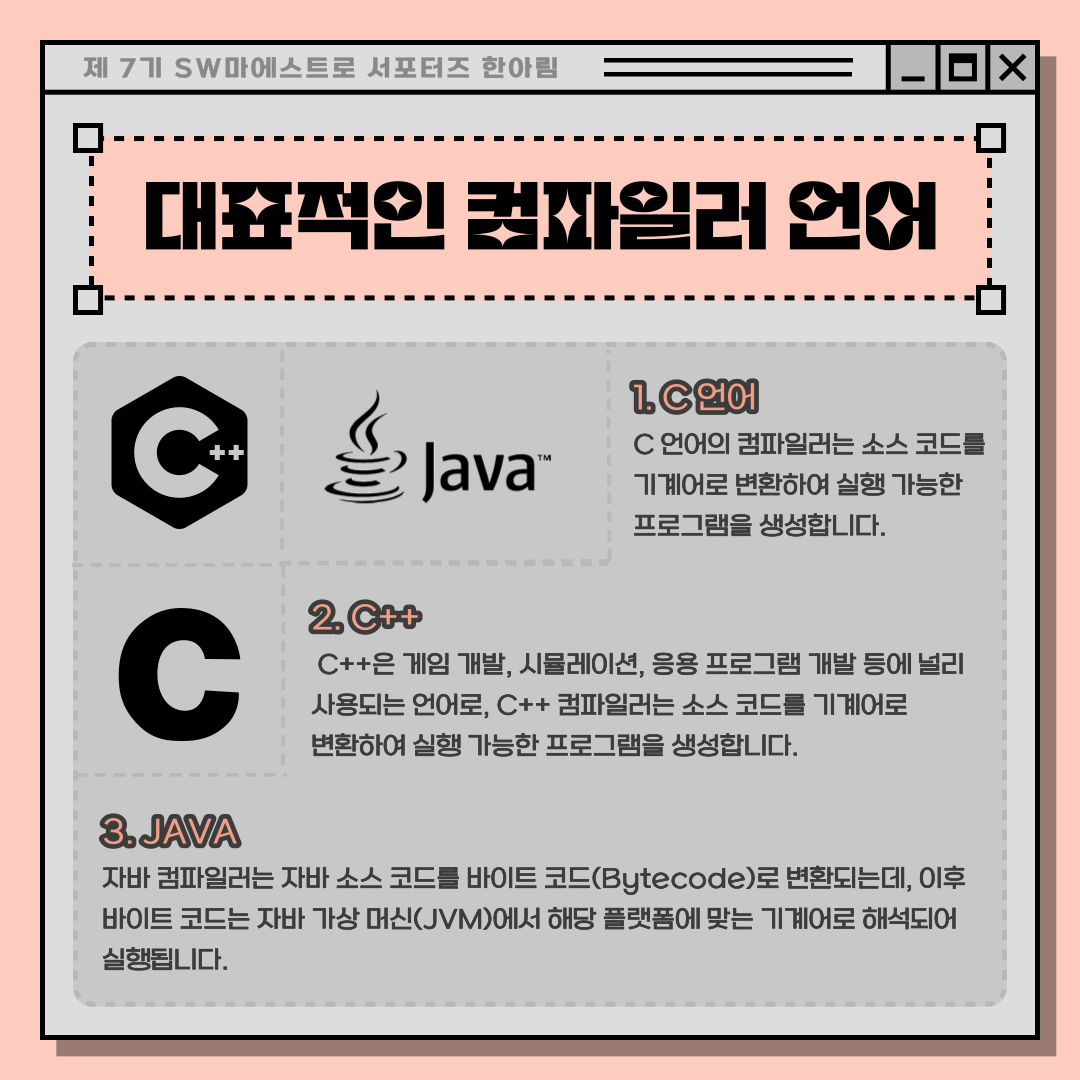 제 7기 SW마에스트로 서포터즈 한아림
대표적인 컴파일러 언어
C++
Java™
1. C 언어
C 언어의 컴파일러는 소스 코드를
기계어로 변환하여 실행 가능한
프로그램을 생성합니다.
C
2. C++
C++은 게임 개발, 시뮬레이션, 응용 프로그램 개발 등에 널리
사용되는 언어로, C++ 컴파일러는 소스 코드를 기계어로
변환하여 실행 가능한 프로그램을 생성합니다.
3. JAVA
자바 컴파일러는 자바 소스 코드를 바이트 코드(Bytecode)로 변환되는데, 이후
바이트 코드는 자바 가상 머신(JVM)에서 해당 플랫폼에 맞는 기계어로 해석되어
실행됩니다.